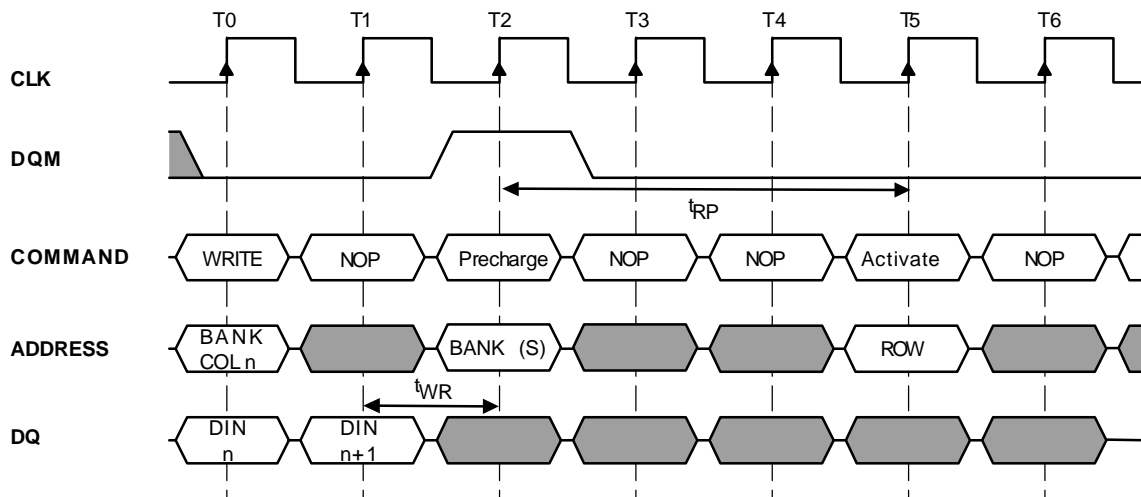 T0 T1 T2 T3 T4 T5 T6
CLK
DQM
tRP
COMMAND WRITE NOP Precharge NOP NOP Activate NOP
ADDRESS BANK COL n BANK (S) ROW
tWR
DQ DIN n DIN n+1